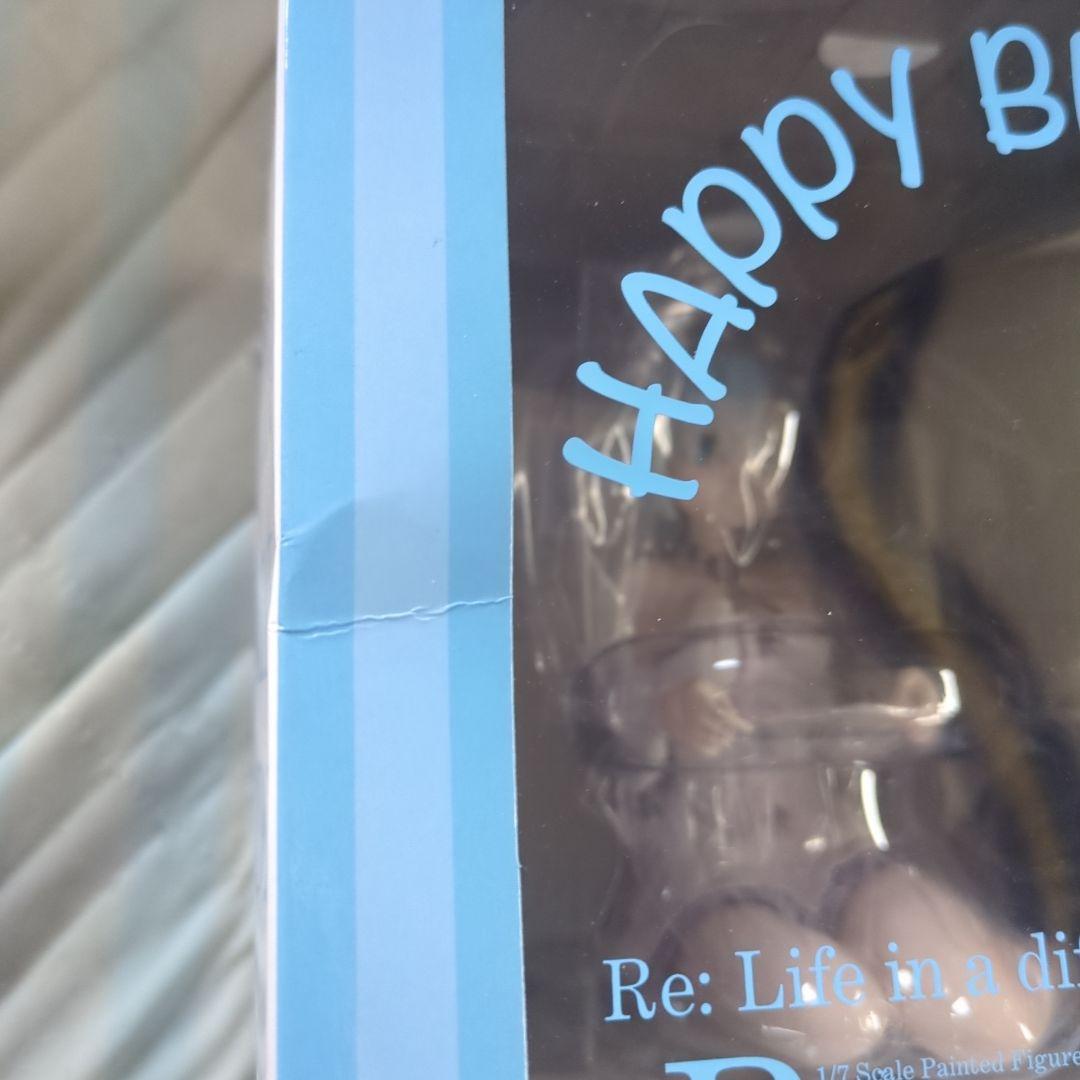 HAPPY B
Re: Life in a di
1/7 Scale Painted Figure